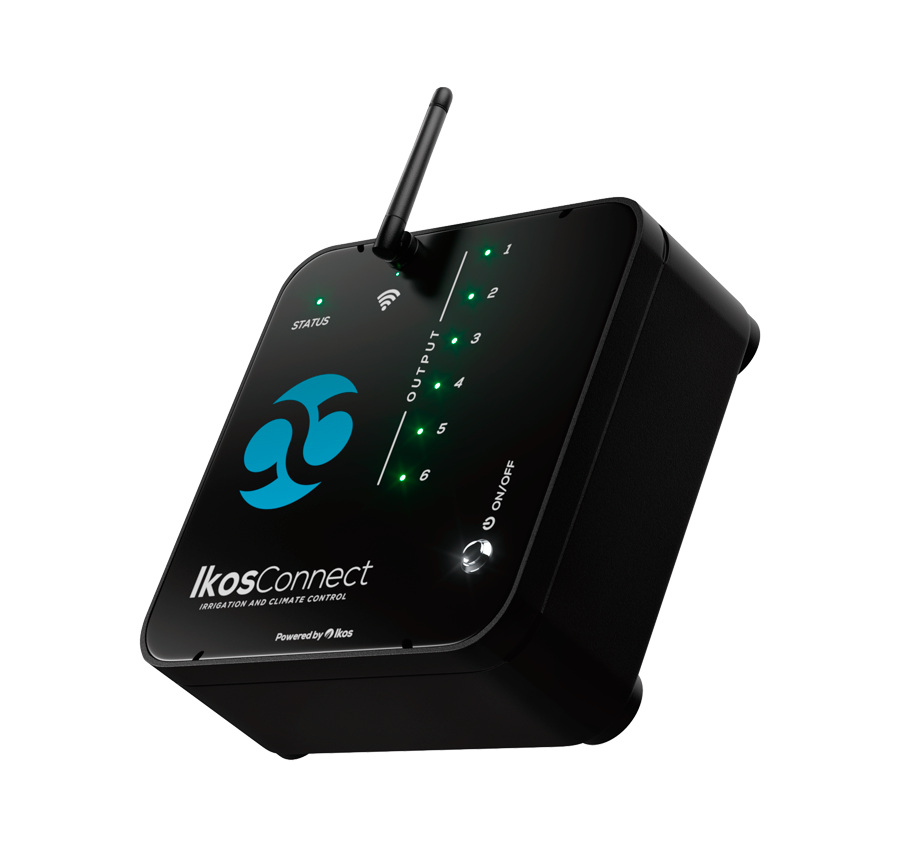 STATUS
OUTPUT
1
2
3
4
5
6
ON/OFF
IkosConnect
IRRIGATION AND CLIMATE CONTROL
Powered by Ikos